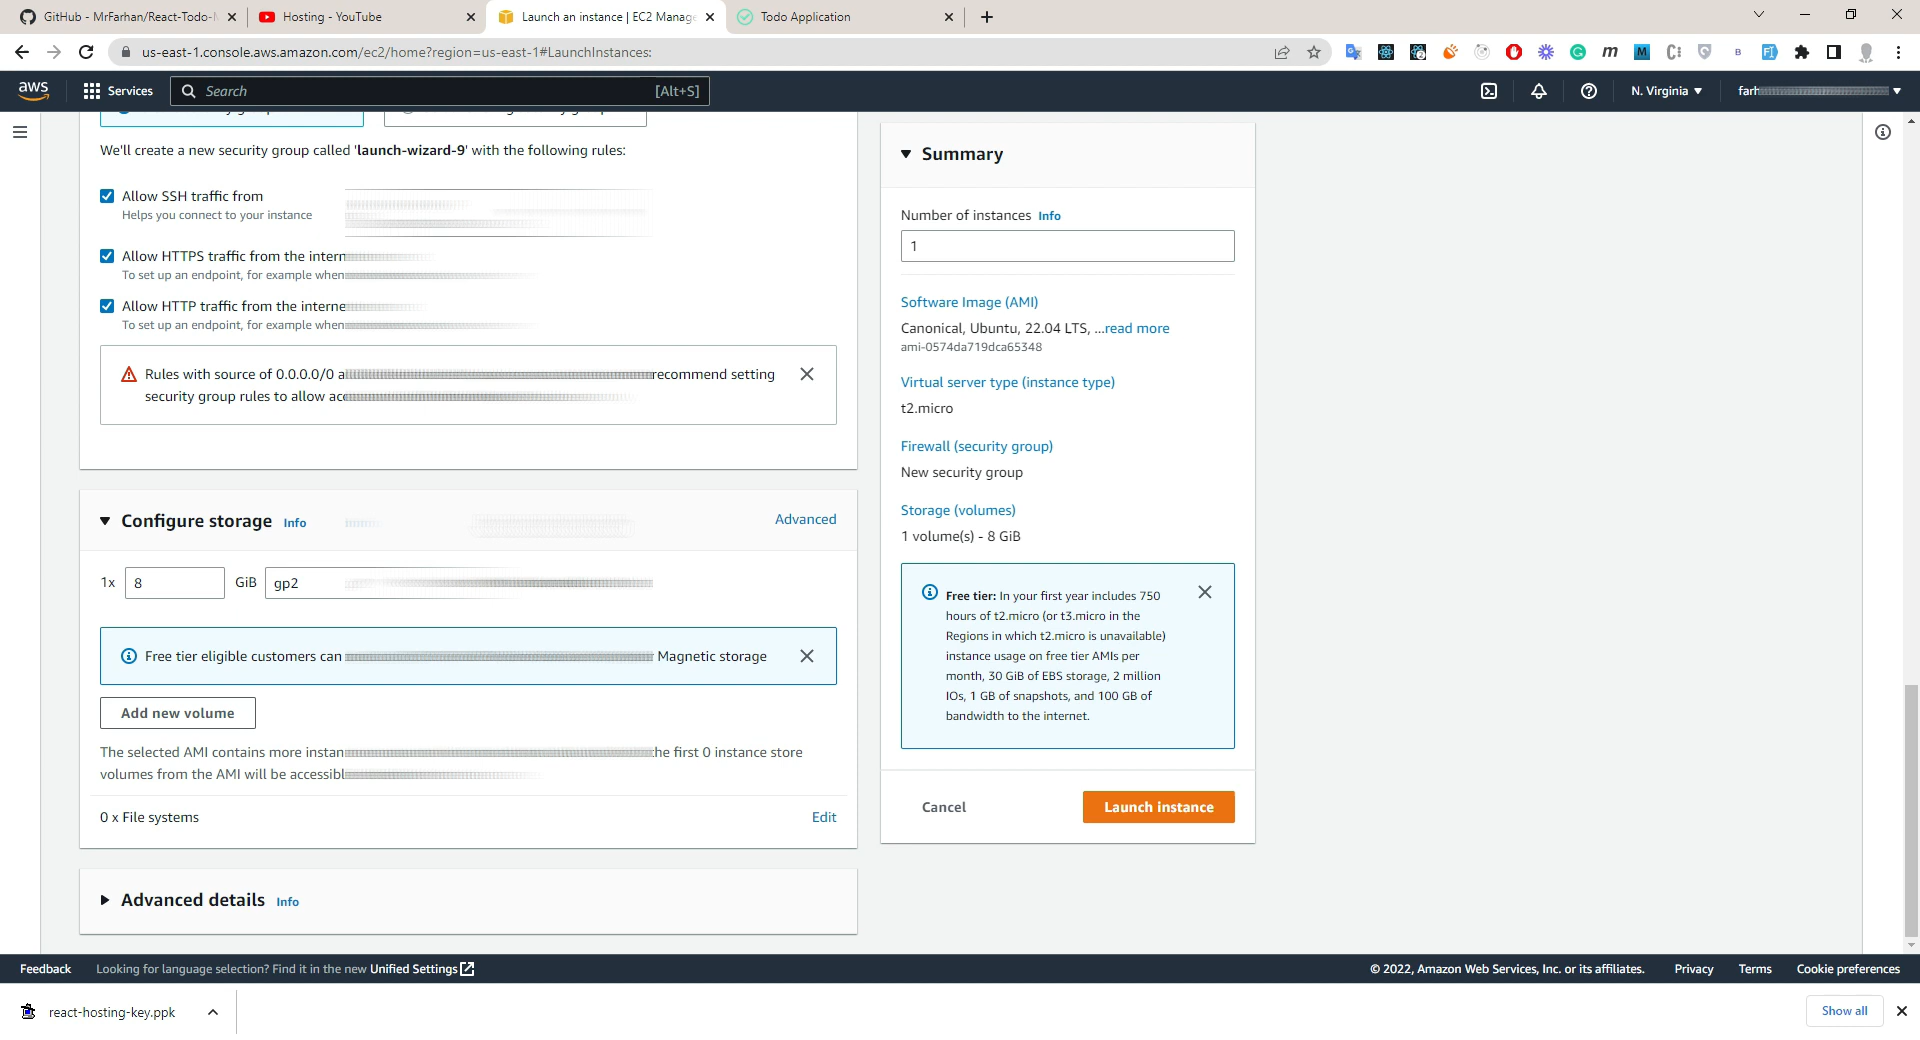 GitHub - MrFarhan/React-Todo-
Hosting - YouTube
Launch an instance | EC2 Manage
Todo Application
us-east-1.console.aws.amazon.com/ec2/home?region=us-east-1#LaunchInstances:
aws
Services
Search
[Alt+S]
N. Virginia
farh
We'll create a new security group called 'launch-wizard-9' with the following rules:
Allow SSH traffic from
Helps you connect to your instance
Allow HTTPS traffic from the intern
To set up an endpoint, for example when
Allow HTTP traffic from the interne
To set up an endpoint, for example when
Rules with source of 0.0.0.0/0 a recommend setting
security group rules to allow
Configure storage Info
Advanced
1x 8 GiB gp2
Free tier eligible customers can Magnetic storage
Add new volume
The selected AMI contains more instan he first 0 instance store
volumes from the AMI will be accessibl
0 x File systems
Edit
Advanced details Info
Summary
Number of instances Info
1
Software Image (AMI)
Canonical, Ubuntu, 22.04 LTS, ...read more
ami-0574da719dca65348
Virtual server type (instance type)
t2.micro
Firewall (security group)
New security group
Storage (volumes)
1 volume(s) - 8 GiB
Free tier: In your first year includes 750
hours of t2.micro (or t3.micro in the
Regions in which t2.micro is unavailable)
instance usage on free tier AMIs per
month, 30 GiB of EBS storage, 2 million
IOs, 1 GB of snapshots, and 100 GB of
bandwidth to the internet.
Cancel
Launch instance
Feedback
Looking for language selection? Find it in the new Unified Settings
© 2022, Amazon Web Services, Inc. or its affiliates.
Privacy
Terms
Cookie preferences
react-hosting-key.ppk
Show all